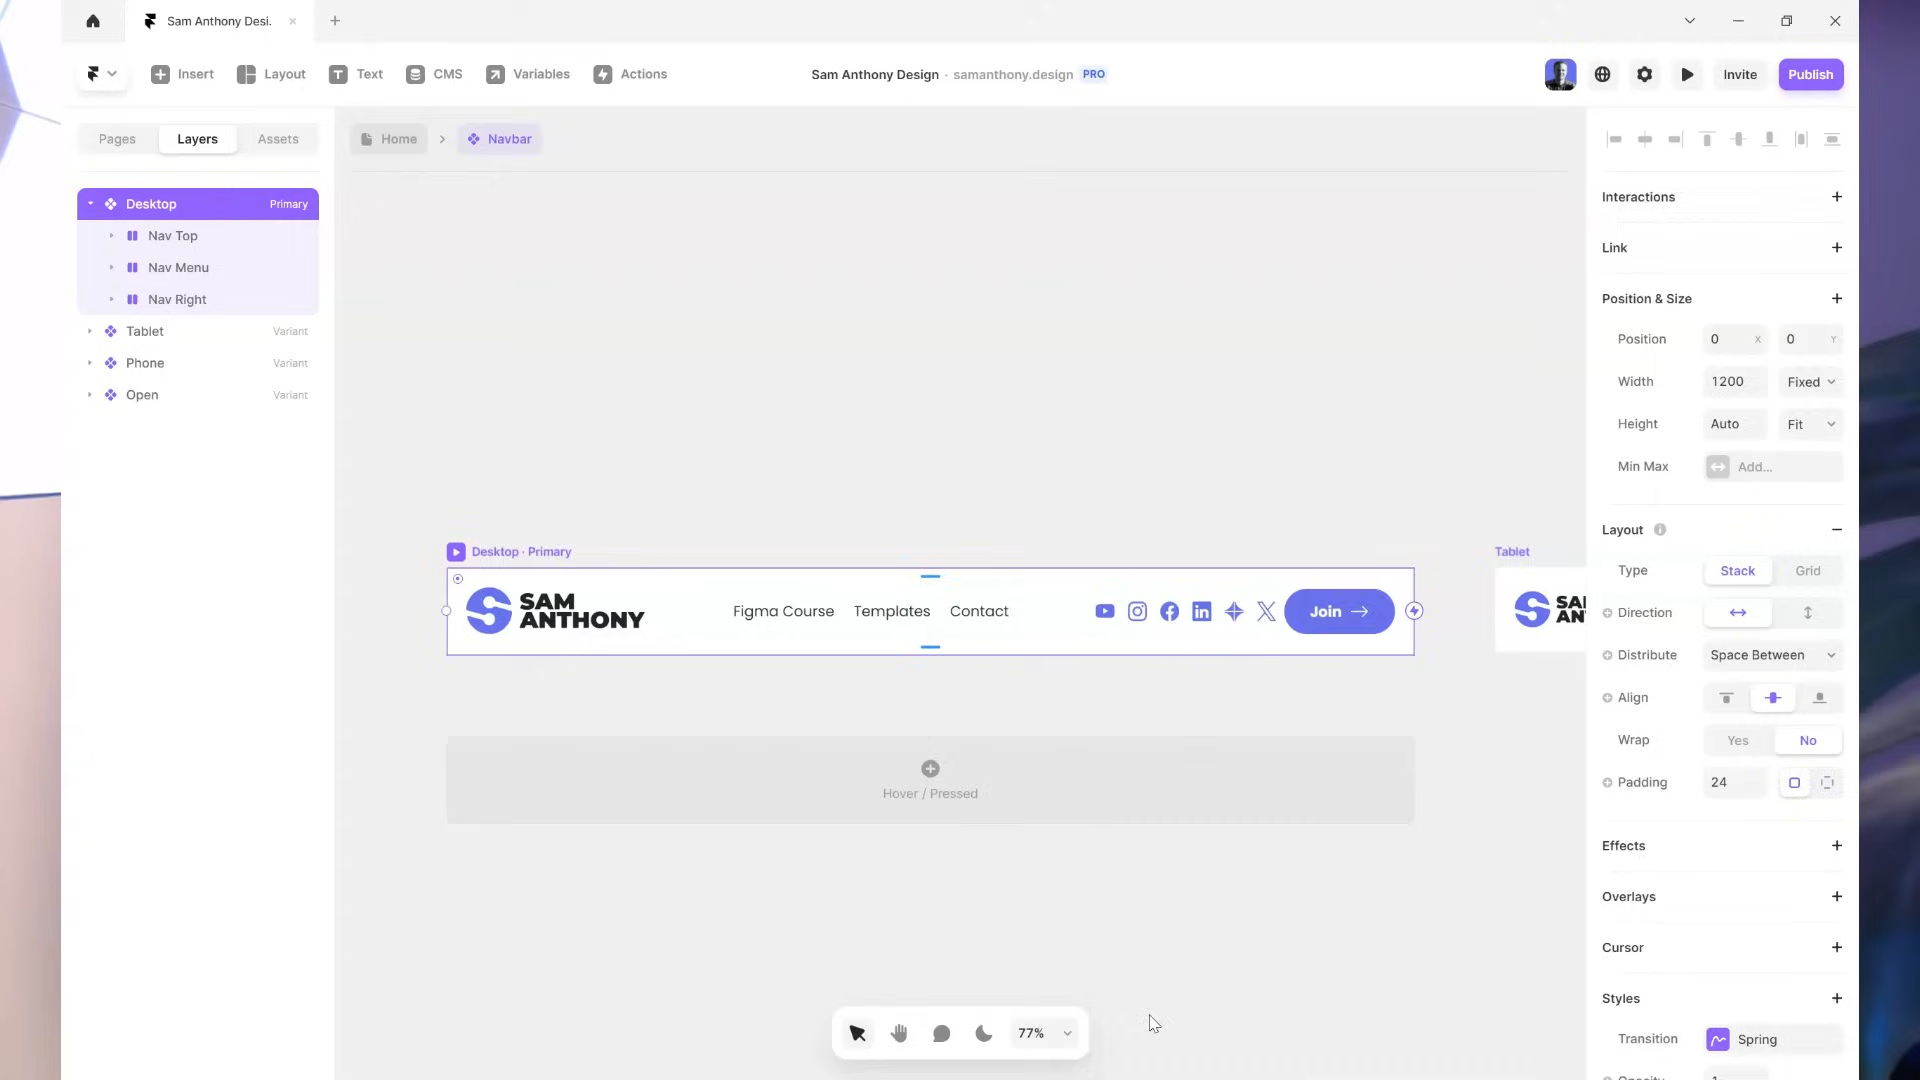 Sam Anthony Desi.
Insert
Layout
Text
CMS
Variables
Actions
Sam Anthony Design · samanthony.design PRO
Invite
Publish
Pages
Layers
Assets
Home
Navbar
Desktop
Primary
Nav Top
Nav Menu
Nav Right
Tablet
Variant
Phone
Variant
Open
Variant
Desktop · Primary
SAM
ANTHONY
Figma Course
Templates
Contact
Join
Tablet
SA
AN
Hover / Pressed
77%
Interactions
Link
Position & Size
Position 0 X 0 Y
Width 1200 Fixed
Height Auto Fit
Min Max Add...
Layout
Type Stack Grid
Direction
Distribute Space Between
Align
Wrap Yes No
Padding 24
Effects
Overlays
Cursor
Styles
Transition Spring